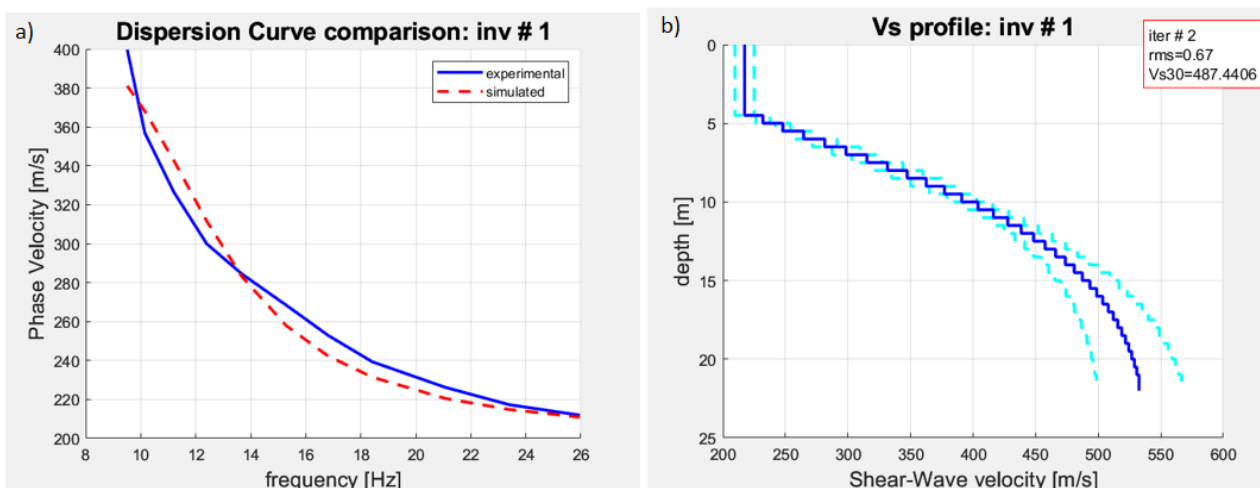 a)
Dispersion Curve comparison: inv # 1
400
380
360
340
320
300
280
260
240
220
200
Phase Velocity [m/s]
experimental
simulated
8 10 12 14 16 18 20 22 24 26
frequency [Hz]
b)
Vs profile: inv # 1
iter # 2
rms=0.67
Vs30=487.4406
0
5
10
15
20
25
depth [m]
200 250 300 350 400 450 500 550 600
Shear-Wave velocity [m/s]